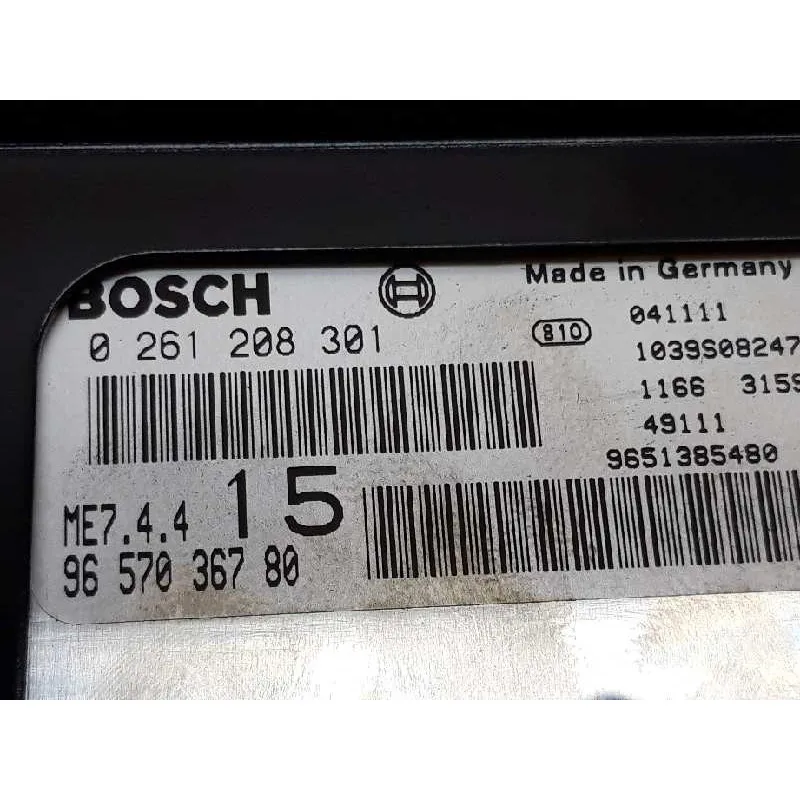 BOSCH
Made in Germany
0 261 208 301
810
041111
1039S08247
1166 315S
49111
9651385480
ME7.4.4 15
96 570 367 80